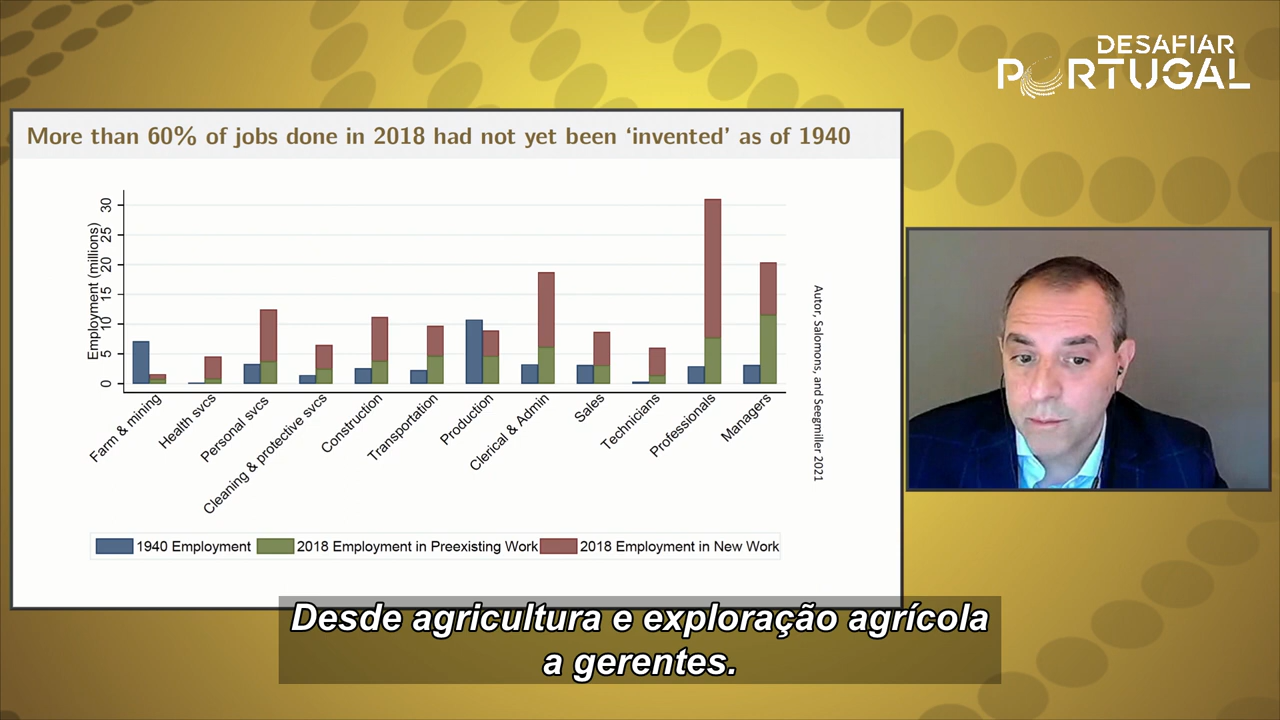 DESAFIAR
PORTUGAL
More than 60% of jobs done in 2018 had not yet been ‘invented’ as of 1940
Employment (millions)
30
25
20
15
10
5
0
Farm & mining
Health svcs
Personal svcs
Cleaning & protective svcs
Construction
Transportation
Production
Clerical & Admin
Sales
Technicians
Professionals
Managers
Autor, Salomons, and Seegmiller 2021
1940 Employment
2018 Employment in Preexisting Work
2018 Employment in New Work
Desde agricultura e exploração agrícola
a gerentes.